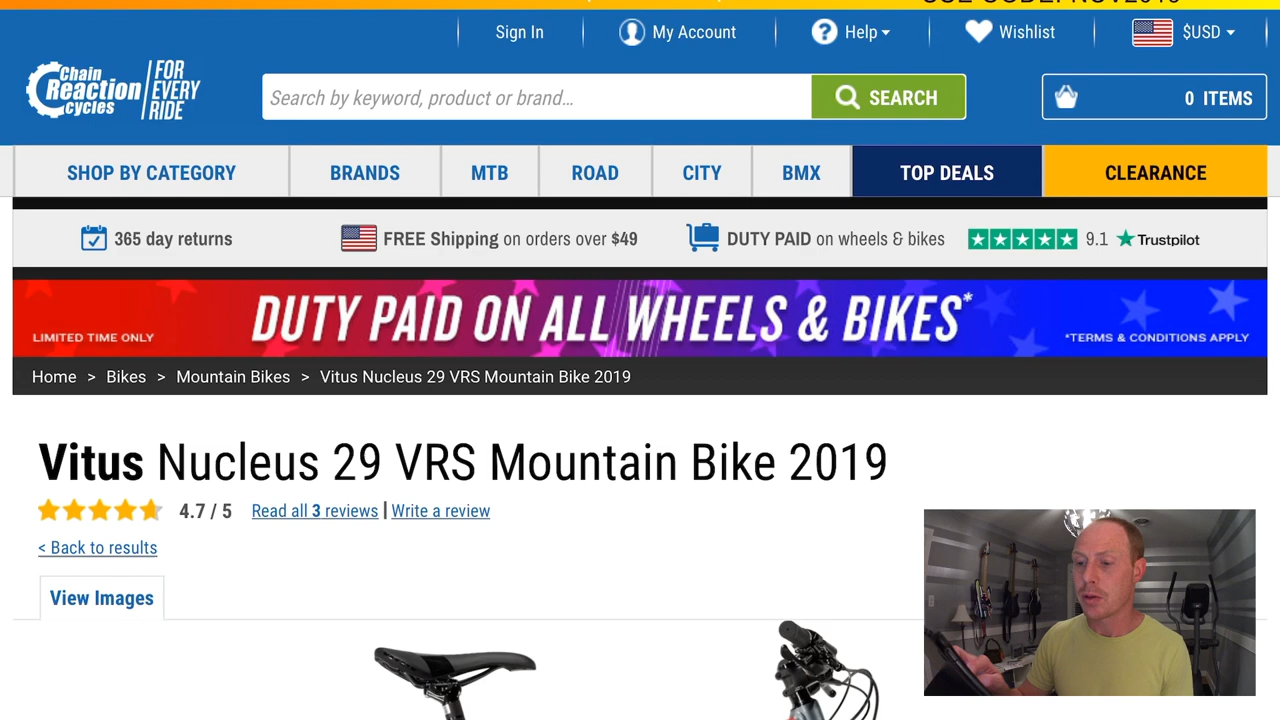 USE CODE: NOV2019
Sign In
My Account
Help
Wishlist
$USD
Chain Reaction cycles
FOR EVERY RIDE
Search by keyword, product or brand...
SEARCH
0 ITEMS
SHOP BY CATEGORY
BRANDS
MTB
ROAD
CITY
BMX
TOP DEALS
CLEARANCE
365 day returns
FREE Shipping on orders over $49
DUTY PAID on wheels & bikes
9.1
Trustpilot
LIMITED TIME ONLY
DUTY PAID ON ALL WHEELS & BIKES*
*TERMS & CONDITIONS APPLY
Home > Bikes > Mountain Bikes > Vitus Nucleus 29 VRS Mountain Bike 2019
Vitus Nucleus 29 VRS Mountain Bike 2019
4.7 / 5
Read all 3 reviews | Write a review
< Back to results
View Images